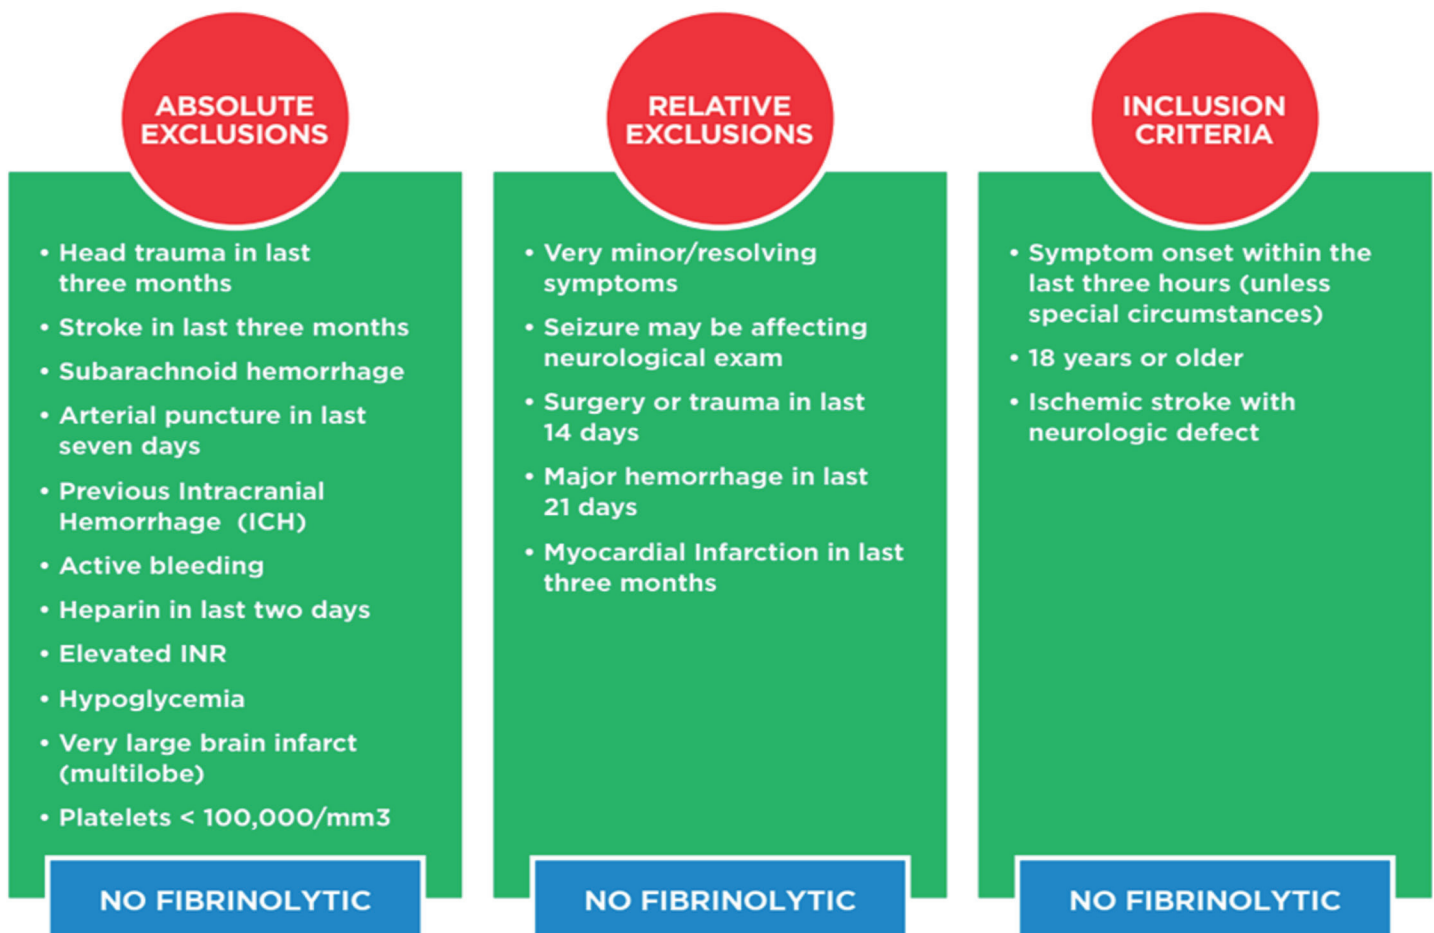 ABSOLUTE
EXCLUSIONS
• Head trauma in last
three months
• Stroke in last three months
• Subarachnoid hemorrhage
• Arterial puncture in last
seven days
• Previous Intracranial
Hemorrhage (ICH)
• Active bleeding
• Heparin in last two days
• Elevated INR
• Hypoglycemia
• Very large brain infarct
(multilobe)
• Platelets < 100,000/mm3
NO FIBRINOLYTIC
RELATIVE
EXCLUSIONS
• Very minor/resolving
symptoms
• Seizure may be affecting
neurological exam
• Surgery or trauma in last
14 days
• Major hemorrhage in last
21 days
• Myocardial Infarction in last
three months
NO FIBRINOLYTIC
INCLUSION
CRITERIA
• Symptom onset within the
last three hours (unless
special circumstances)
• 18 years or older
• Ischemic stroke with
neurologic defect
NO FIBRINOLYTIC